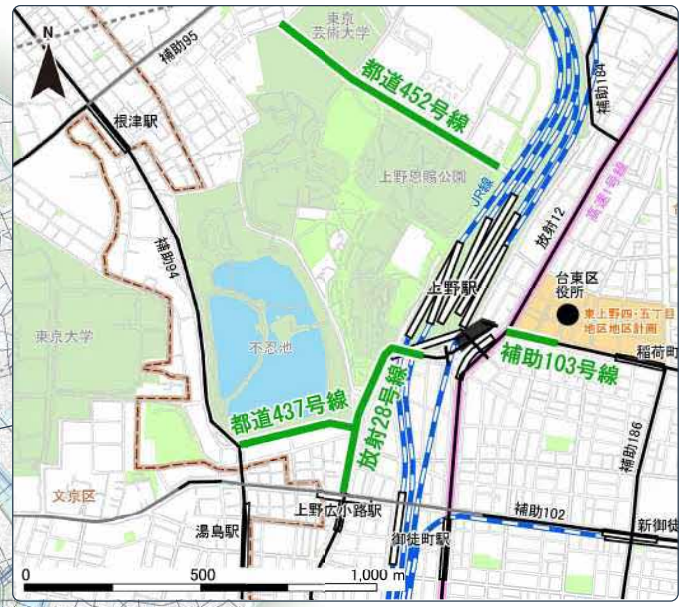 東京
芸術大学
N
補助95
都道452号線
補助184
根津駅
上野恩賜公園
JR線
高速1号線
放射12
補助94
台東区
役所
上野駅
東上野四・五丁目
地区地区計画
東京大学
不忍池
稲荷町
補助103号線
都道437号線
放射28号線
補助186
文京区
上野広小路駅
補助102
湯島駅
御徒町駅
新御徒
0 500 1,000 m